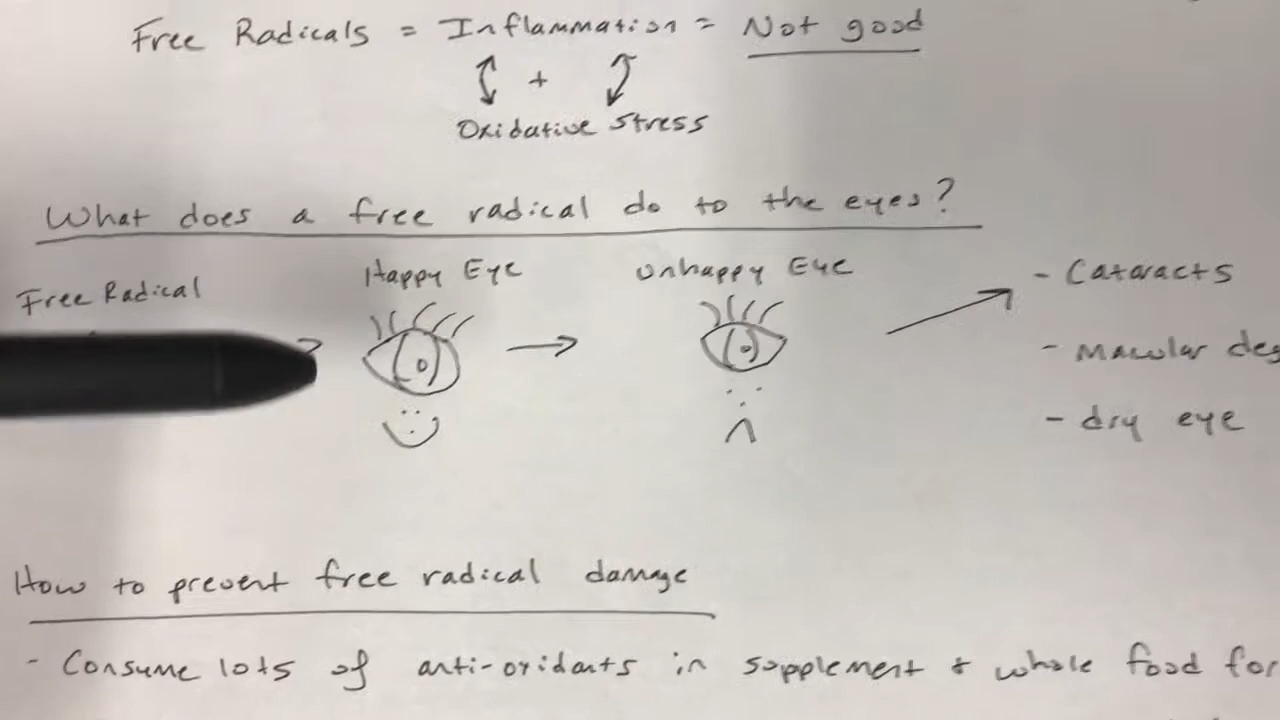 Free Radicals = Inflammation = Not good
+
Oxidative Stress
What does a free radical do to the eyes?
Free Radical
Happy Eye
Unhappy Eye
- Cataracts
- Macular deg
- dry eye
How to prevent free radical damage
- Consume lots of anti-oxidants in supplement + whole food for